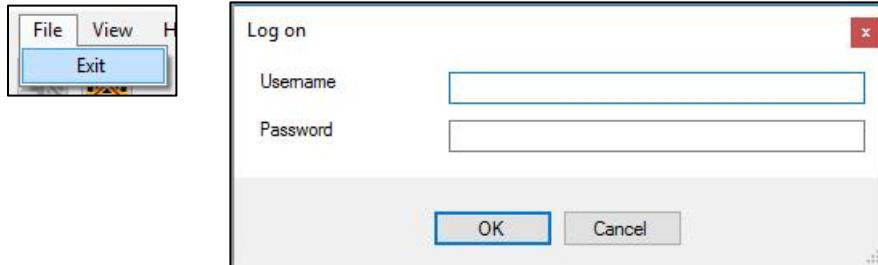 File View H
Exit
Log on
x
Username
Password
OK Cancel